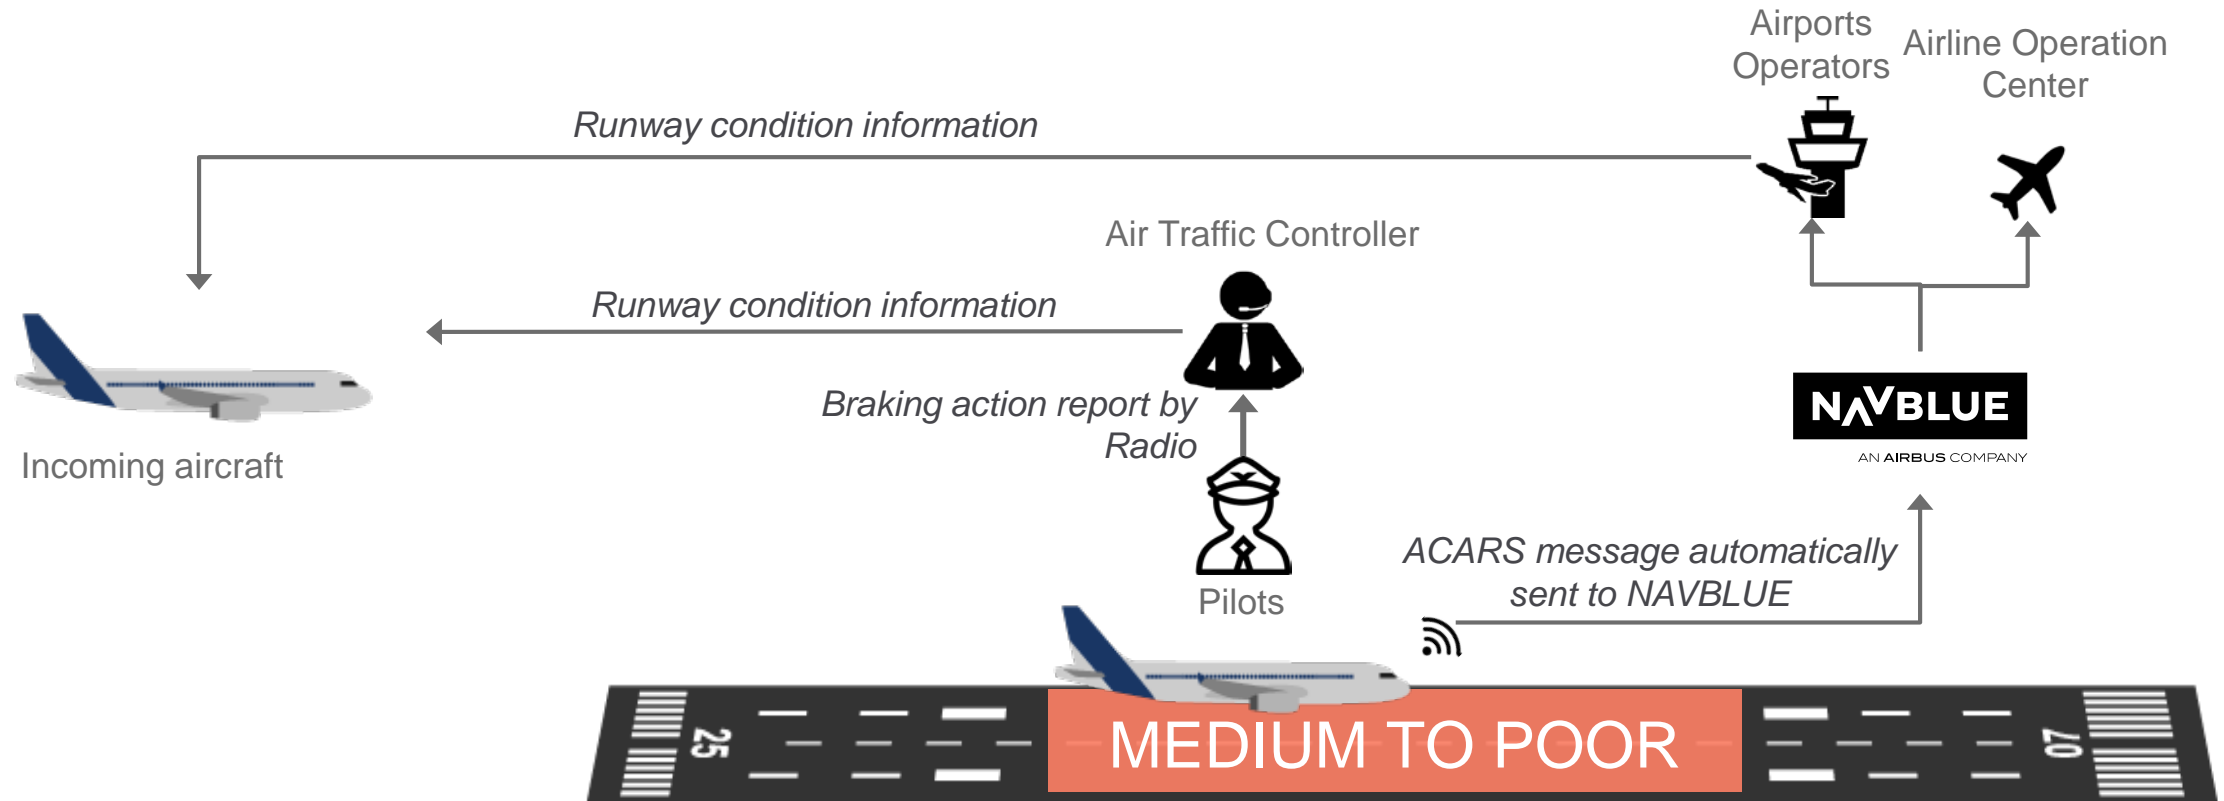 Airports
Operators
Airline Operation
Center
Runway condition information
Air Traffic Controller
Runway condition information
Braking action report by
Radio
Incoming aircraft
NAVBLUE
AN AIRBUS COMPANY
ACARS message automatically
sent to NAVBLUE
Pilots
25
MEDIUM TO POOR
07